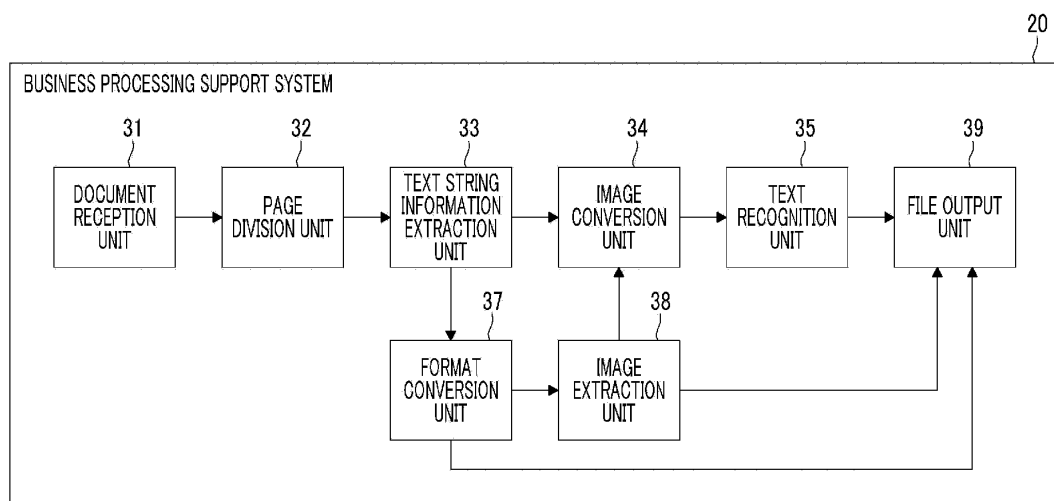 20
BUSINESS PROCESSING SUPPORT SYSTEM
31
32
33
34
35
39
DOCUMENT
RECEPTION
UNIT
PAGE
DIVISION UNIT
TEXT STRING
INFORMATION
EXTRACTION
UNIT
IMAGE
CONVERSION
UNIT
TEXT
RECOGNITION
UNIT
FILE OUTPUT
UNIT
37
38
FORMAT
CONVERSION
UNIT
IMAGE
EXTRACTION
UNIT